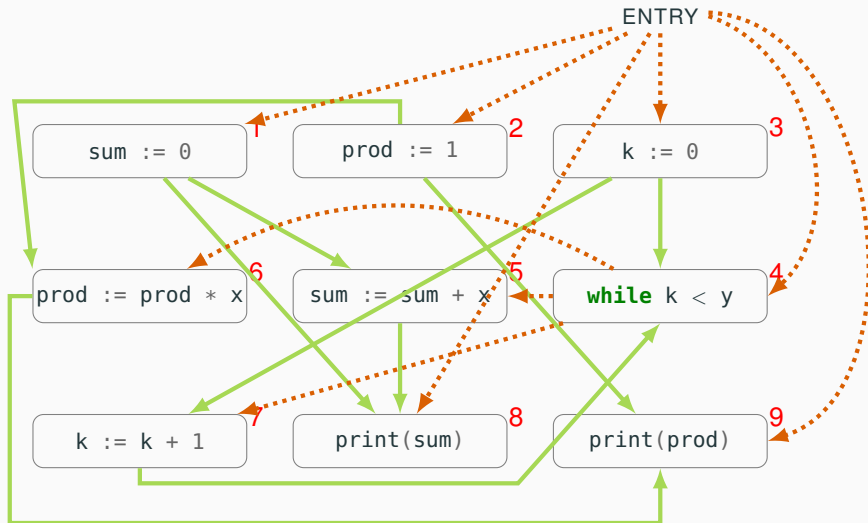 ENTRY
1
sum := 0
2
prod := 1
3
k := 0
6
prod := prod * x
5
sum := sum + x
4
while k < y
7
k := k + 1
8
print(sum)
9
print(prod)